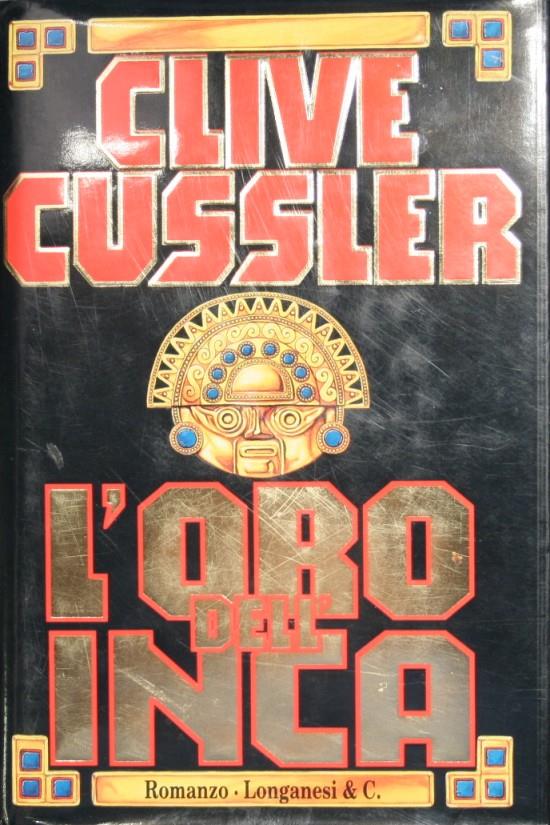 CLIVE
CUSSLER
L'ORO
DELL'
INCA
Romanzo · Longanesi & C.